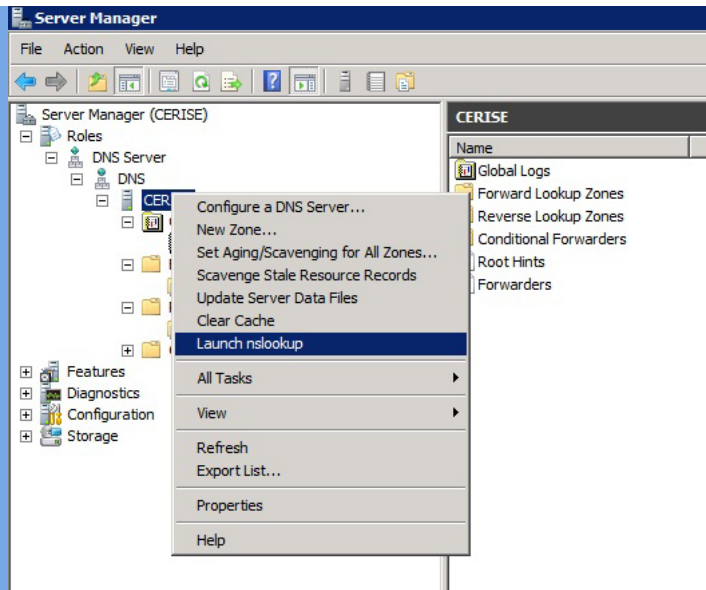 Server Manager
File Action View Help
Server Manager (CERISE)
Roles
DNS Server
DNS
CER
Features
Diagnostics
Configuration
Storage
Configure a DNS Server...
New Zone...
Set Aging/Scavenging for All Zones...
Scavenge Stale Resource Records
Update Server Data Files
Clear Cache
Launch nslookup
All Tasks
View
Refresh
Export List...
Properties
Help
CERISE
Name
Global Logs
Forward Lookup Zones
Reverse Lookup Zones
Conditional Forwarders
Root Hints
Forwarders